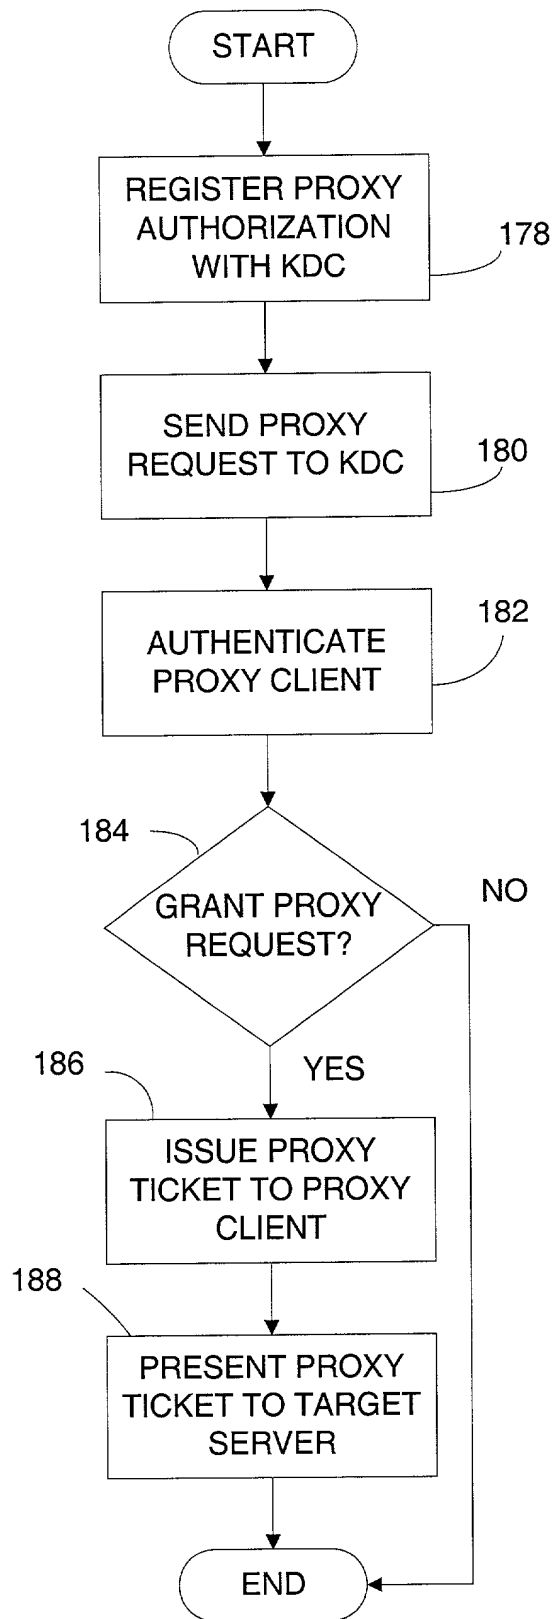 START
REGISTER PROXY
AUTHORIZATION
WITH KDC
178
SEND PROXY
REQUEST TO KDC
180
AUTHENTICATE
PROXY CLIENT
182
184
GRANT PROXY
REQUEST?
NO
YES
186
ISSUE PROXY
TICKET TO PROXY
CLIENT
188
PRESENT PROXY
TICKET TO TARGET
SERVER
END